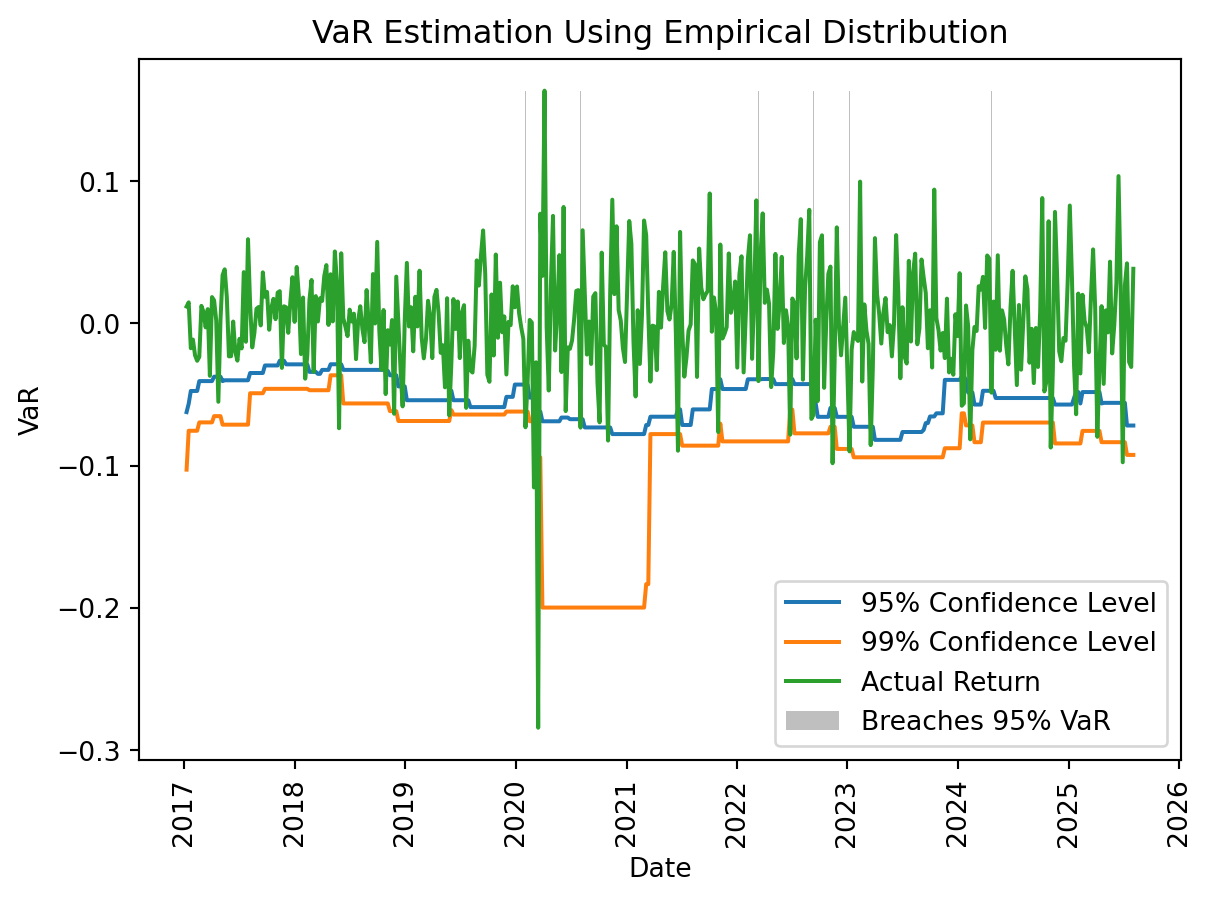 VaR Estimation Using Empirical Distribution
VaR
0.1
0.0
−0.1
−0.2
−0.3
95% Confidence Level
99% Confidence Level
Actual Return
Breaches 95% VaR
2017
2018
2019
2020
2021
2022
2023
2024
2025
2026
Date